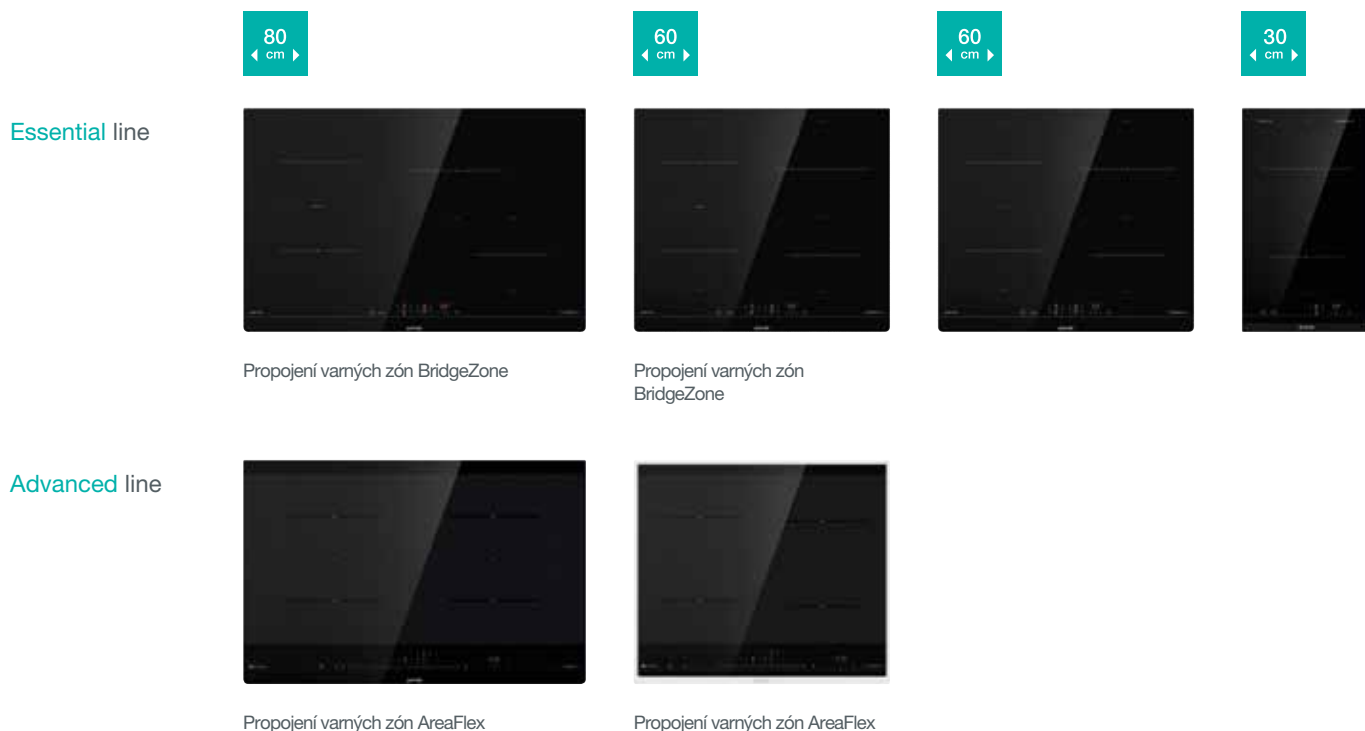 80
cm
60
cm
60
cm
30
cm
Essential line
Propojení varných zón BridgeZone
Propojení varných zón
BridgeZone
Advanced line
Propojení varných zón AreaFlex
Propojení varných zón AreaFlex